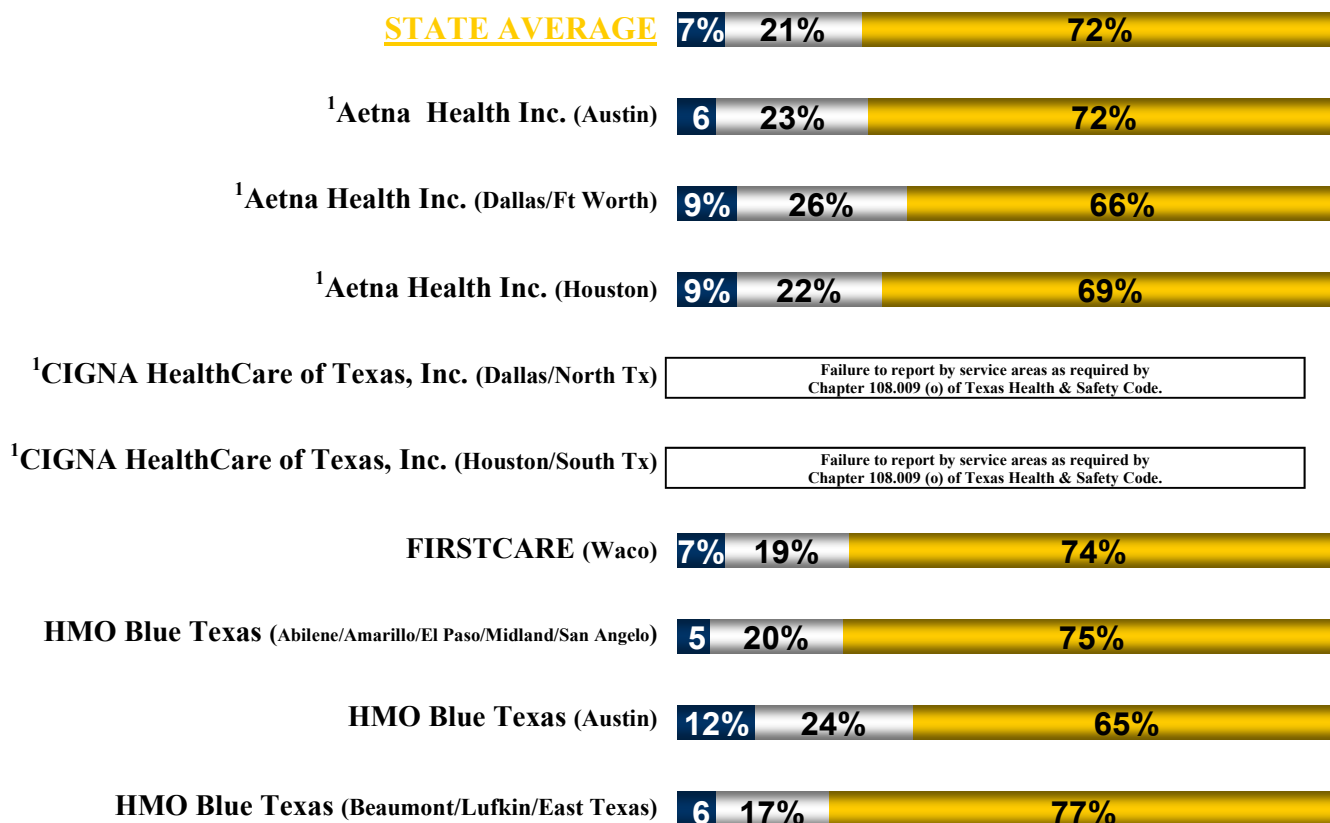 STATE AVERAGE 7% 21% 72%
1Aetna Health Inc. (Austin) 6 23% 72%
1Aetna Health Inc. (Dallas/Ft Worth) 9% 26% 66%
1Aetna Health Inc. (Houston) 9% 22% 69%
1CIGNA HealthCare of Texas, Inc. (Dallas/North Tx)
Failure to report by service areas as required by
Chapter 108.009 (o) of Texas Health & Safety Code.
1CIGNA HealthCare of Texas, Inc. (Houston/South Tx)
Failure to report by service areas as required by
Chapter 108.009 (o) of Texas Health & Safety Code.
FIRSTCARE (Waco) 7% 19% 74%
HMO Blue Texas (Abilene/Amarillo/El Paso/Midland/San Angelo) 5 20% 75%
HMO Blue Texas (Austin) 12% 24% 65%
HMO Blue Texas (Beaumont/Lufkin/East Texas) 6 17% 77%